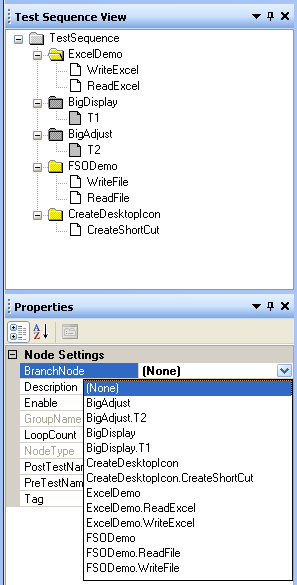 Test Sequence View
TestSequence
ExcelDemo
WriteExcel
ReadExcel
BigDisplay
T1
BigAdjust
T2
FSODemo
WriteFile
ReadFile
CreateDesktopIcon
CreateShortCut
Properties
Node Settings
BranchNode (None)
Description
Enable
GroupName
LoopCount
NodeType
PostTestNam
PreTestNam
Tag
(None)
BigAdjust
BigAdjust.T2
BigDisplay
BigDisplay.T1
CreateDesktopIcon
CreateDesktopIcon.CreateShortCut
ExcelDemo
ExcelDemo.ReadExcel
ExcelDemo.WriteExcel
FSODemo
FSODemo.ReadFile
FSODemo.WriteFile